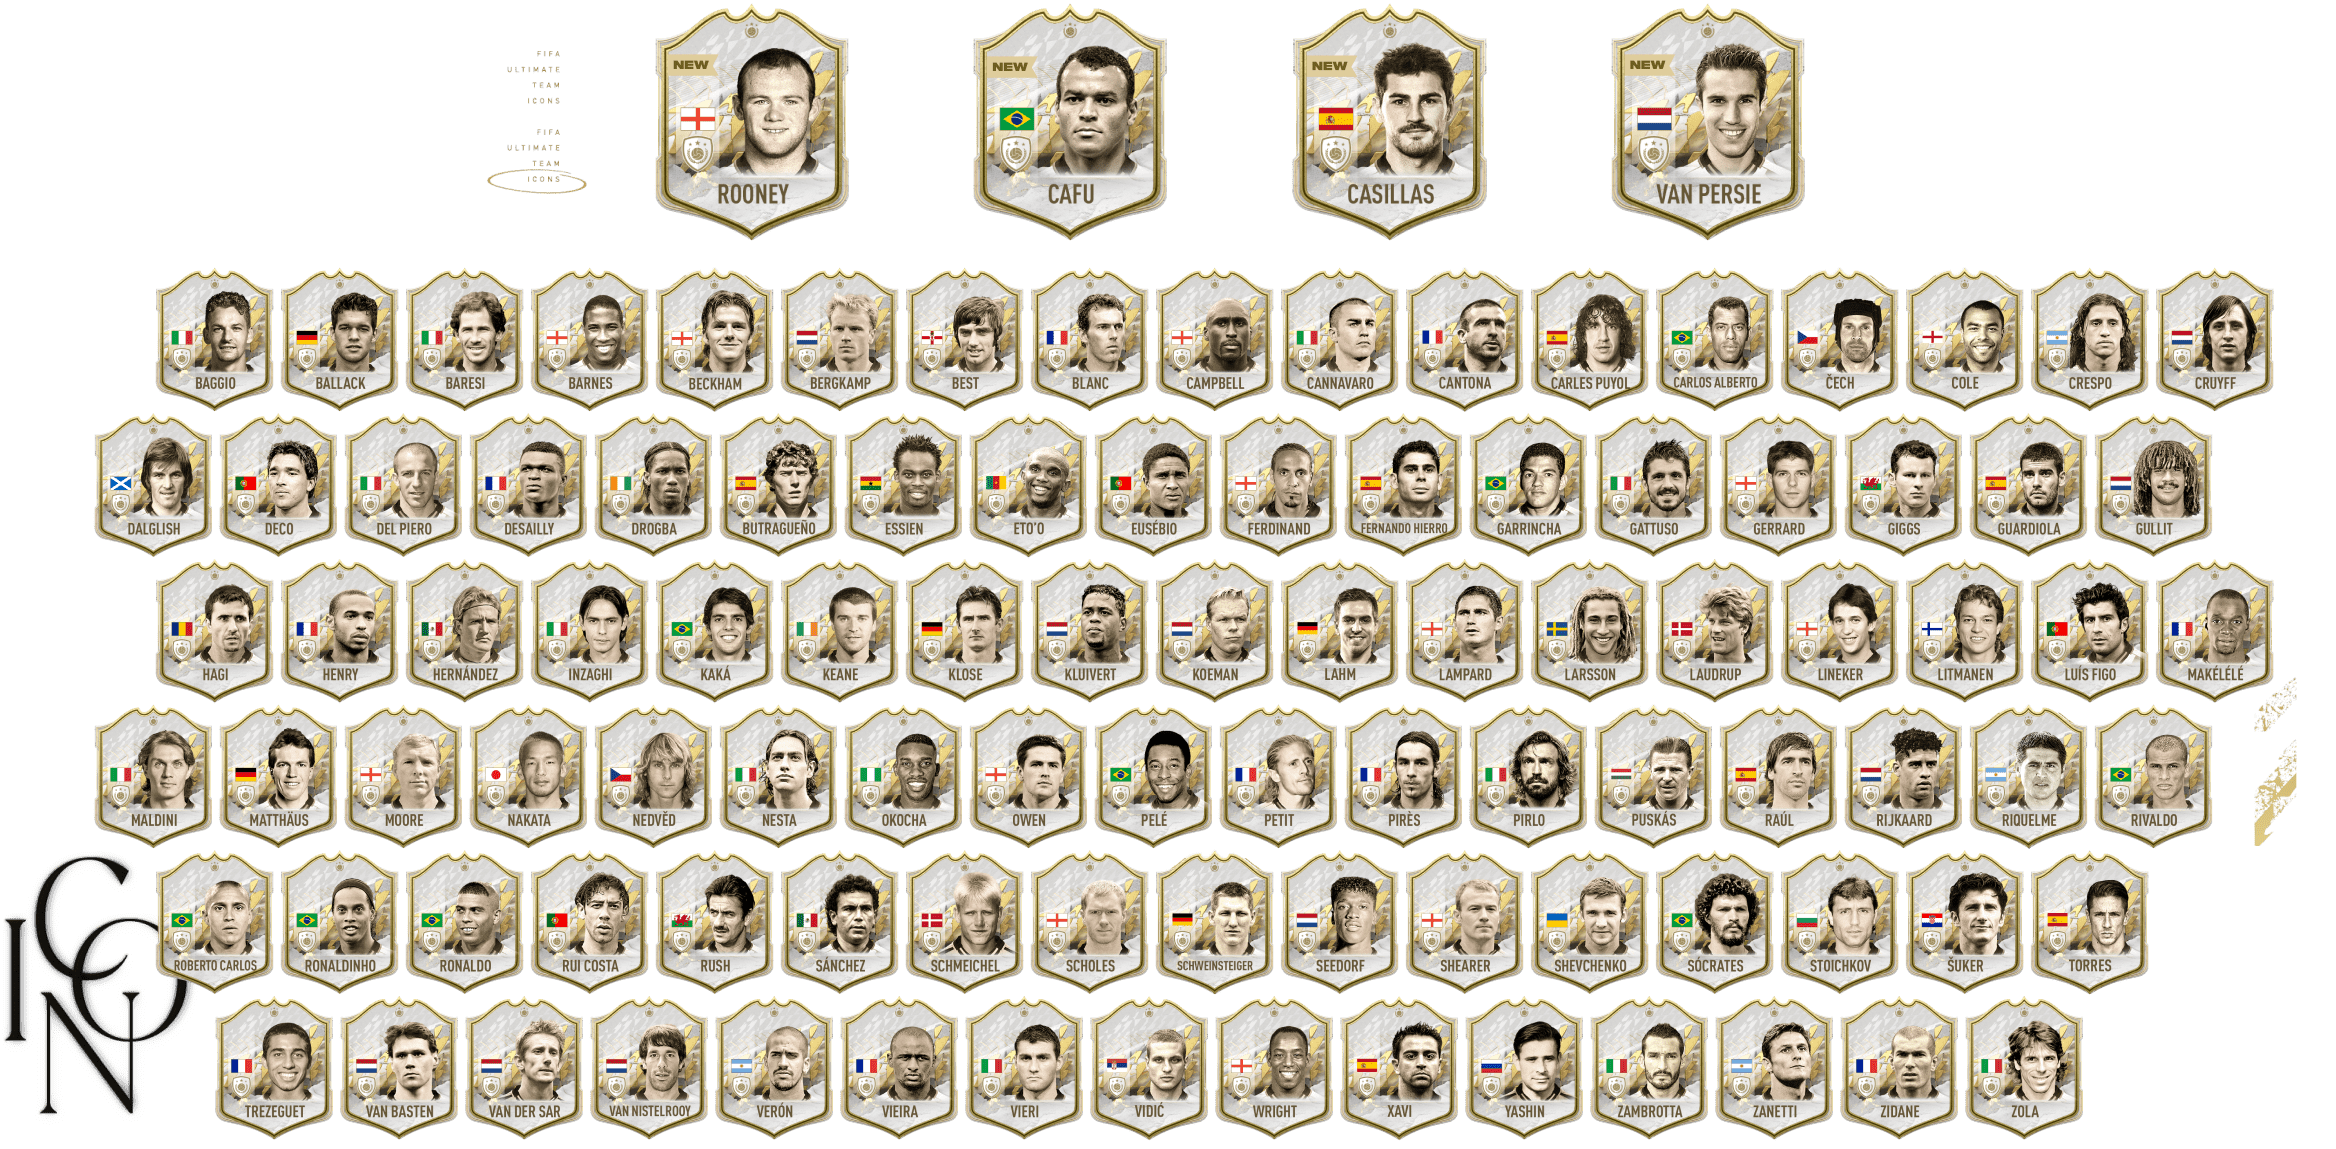 FIFA
ULTIMATE
TEAM
ICONS
FIFA
ULTIMATE
TEAM
ICONS
NEW
ROONEY
NEW
CAFU
NEW
CASILLAS
NEW
VAN PERSIE
BAGGIO
BALLACK
BARESI
BARNES
BECKHAM
BERGKAMP
BEST
BLANC
CAMPBELL
CANNAVARO
CANTONA
CARLES PUYOL
CARLOS ALBERTO
ČECH
COLE
CRESPO
CRUYFF
DALGLISH
DECO
DEL PIERO
DESAILLY
DROGBA
BUTRAGUEÑO
ESSIEN
ETO'O
EUSÉBIO
FERDINAND
FERNANDO HIERRO
GARRINCHA
GATTUSO
GERRARD
GIGGS
GUARDIOLA
GULLIT
HAGI
HENRY
HERNÁNDEZ
INZAGHI
KAKÁ
KEANE
KLOSE
KLUIVERT
KOEMAN
LAHM
LAMPARD
LARSSON
LAUDRUP
LINEKER
LITMANEN
LUÍS FIGO
MAKÉLÉLÉ
MALDINI
MATTHÄUS
MOORE
NAKATA
NEDVĚD
NESTA
OKOCHA
OWEN
PELÉ
PETIT
PIRÈS
PIRLO
PUSKÁS
RAÚL
RIJKAARD
RIQUELME
RIVALDO
ICON
ROBERTO CARLOS
RONALDINHO
RONALDO
RUI COSTA
RUSH
SÁNCHEZ
SCHMEICHEL
SCHOLES
SCHWEINSTEIGER
SEEDORF
SHEARER
SHEVCHENKO
SÓCRATES
STOICHKOV
ŠUKER
TORRES
TREZEGUET
VAN BASTEN
VAN DER SAR
VAN NISTELROOY
VERÓN
VIEIRA
VIERI
VIDIĆ
WRIGHT
XAVI
YASHIN
ZAMBROTTA
ZANETTI
ZIDANE
ZOLA